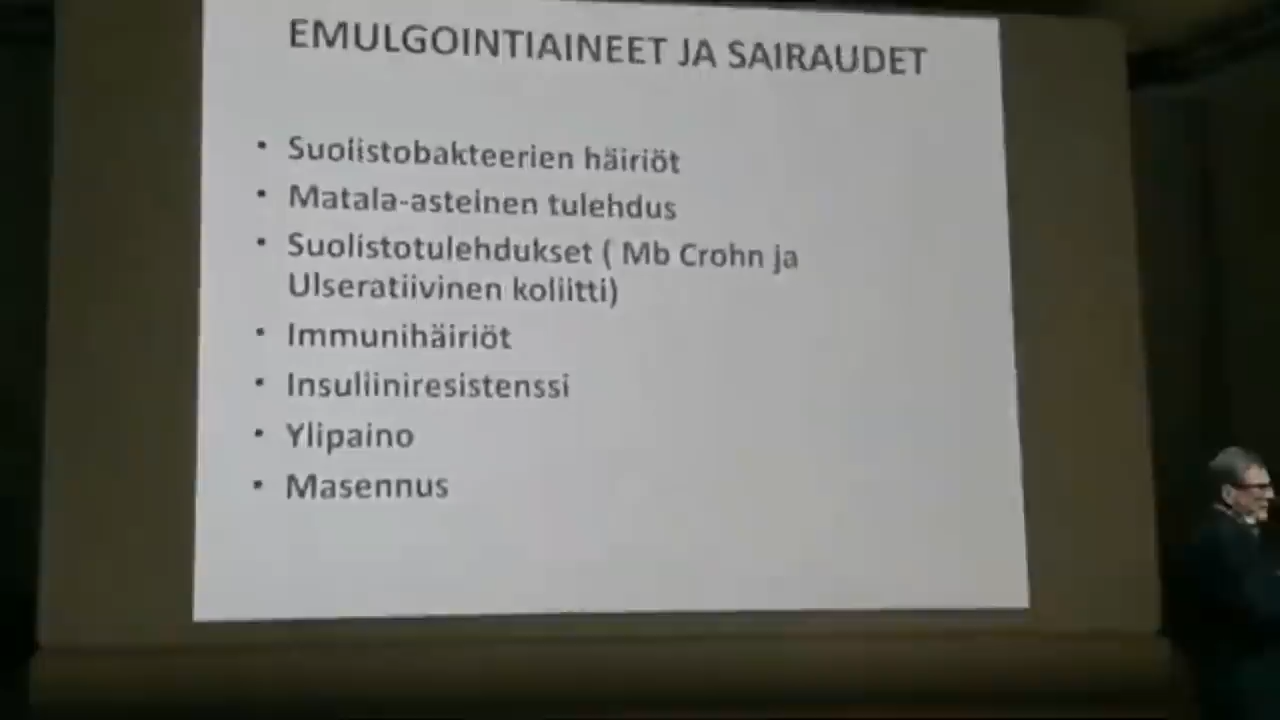 EMULGOINTIAINEET JA SAIRAUDET
• Suolistobakteerien häiriöt
• Matala-asteinen tulehdus
• Suolistotulehdukset ( Mb Crohn ja
Ulseratiivinen koliitti)
• Immunihäiriöt
• Insuliiniresistenssi
• Ylipaino
• Masennus